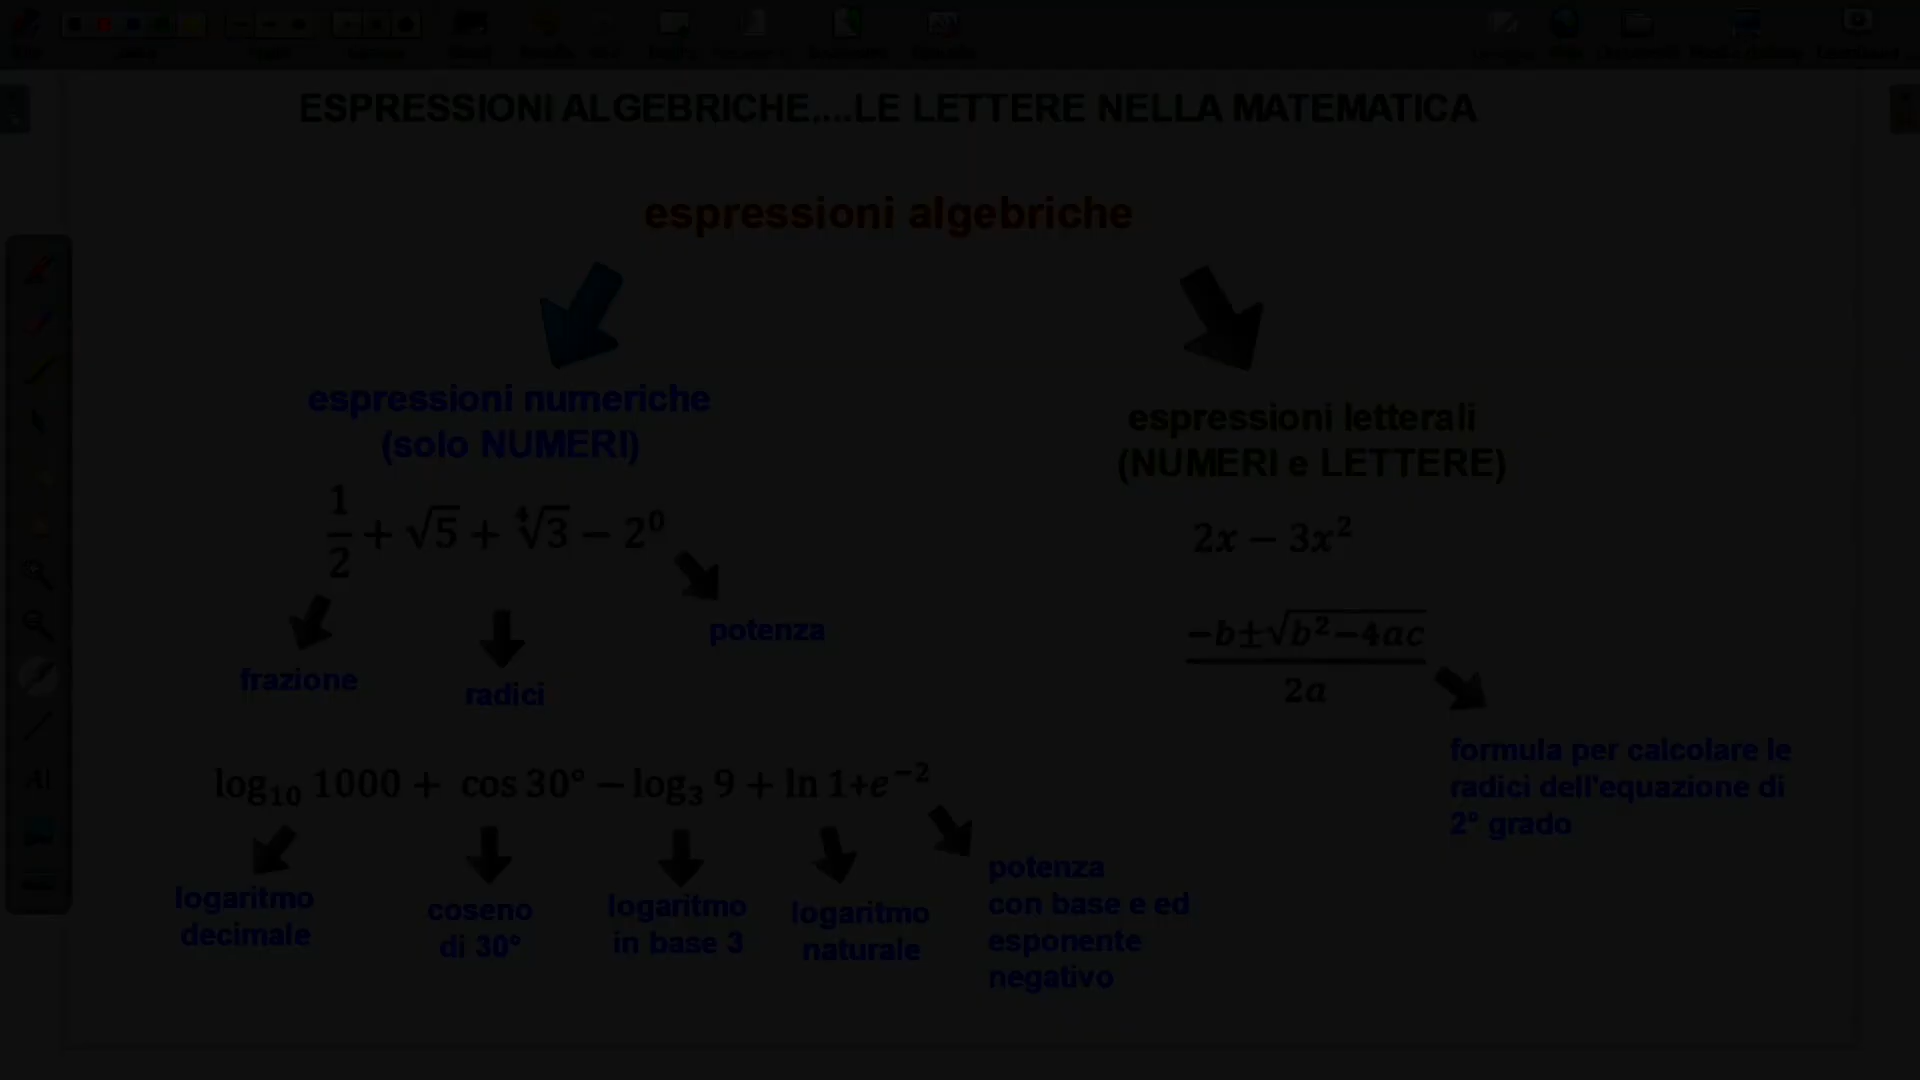 ESPRESSIONI ALGEBRICHE....LE LETTERE NELLA MATEMATICA
espressioni algebriche
espressioni numeriche
(solo NUMERI)
espressioni letterali
(NUMERI e LETTERE)
1/2 + √5 + ∜3 − 2⁰
2x − 3x²
potenza
frazione
radici
−b±√b²−4ac
2a
formula per calcolare le
radici dell'equazione di
2° grado
log₁₀ 1000 + cos 30° − log₃ 9 + ln 1+e⁻²
logaritmo
decimale
coseno
di 30°
logaritmo
in base 3
logaritmo
naturale
potenza
con base e ed
esponente
negativo